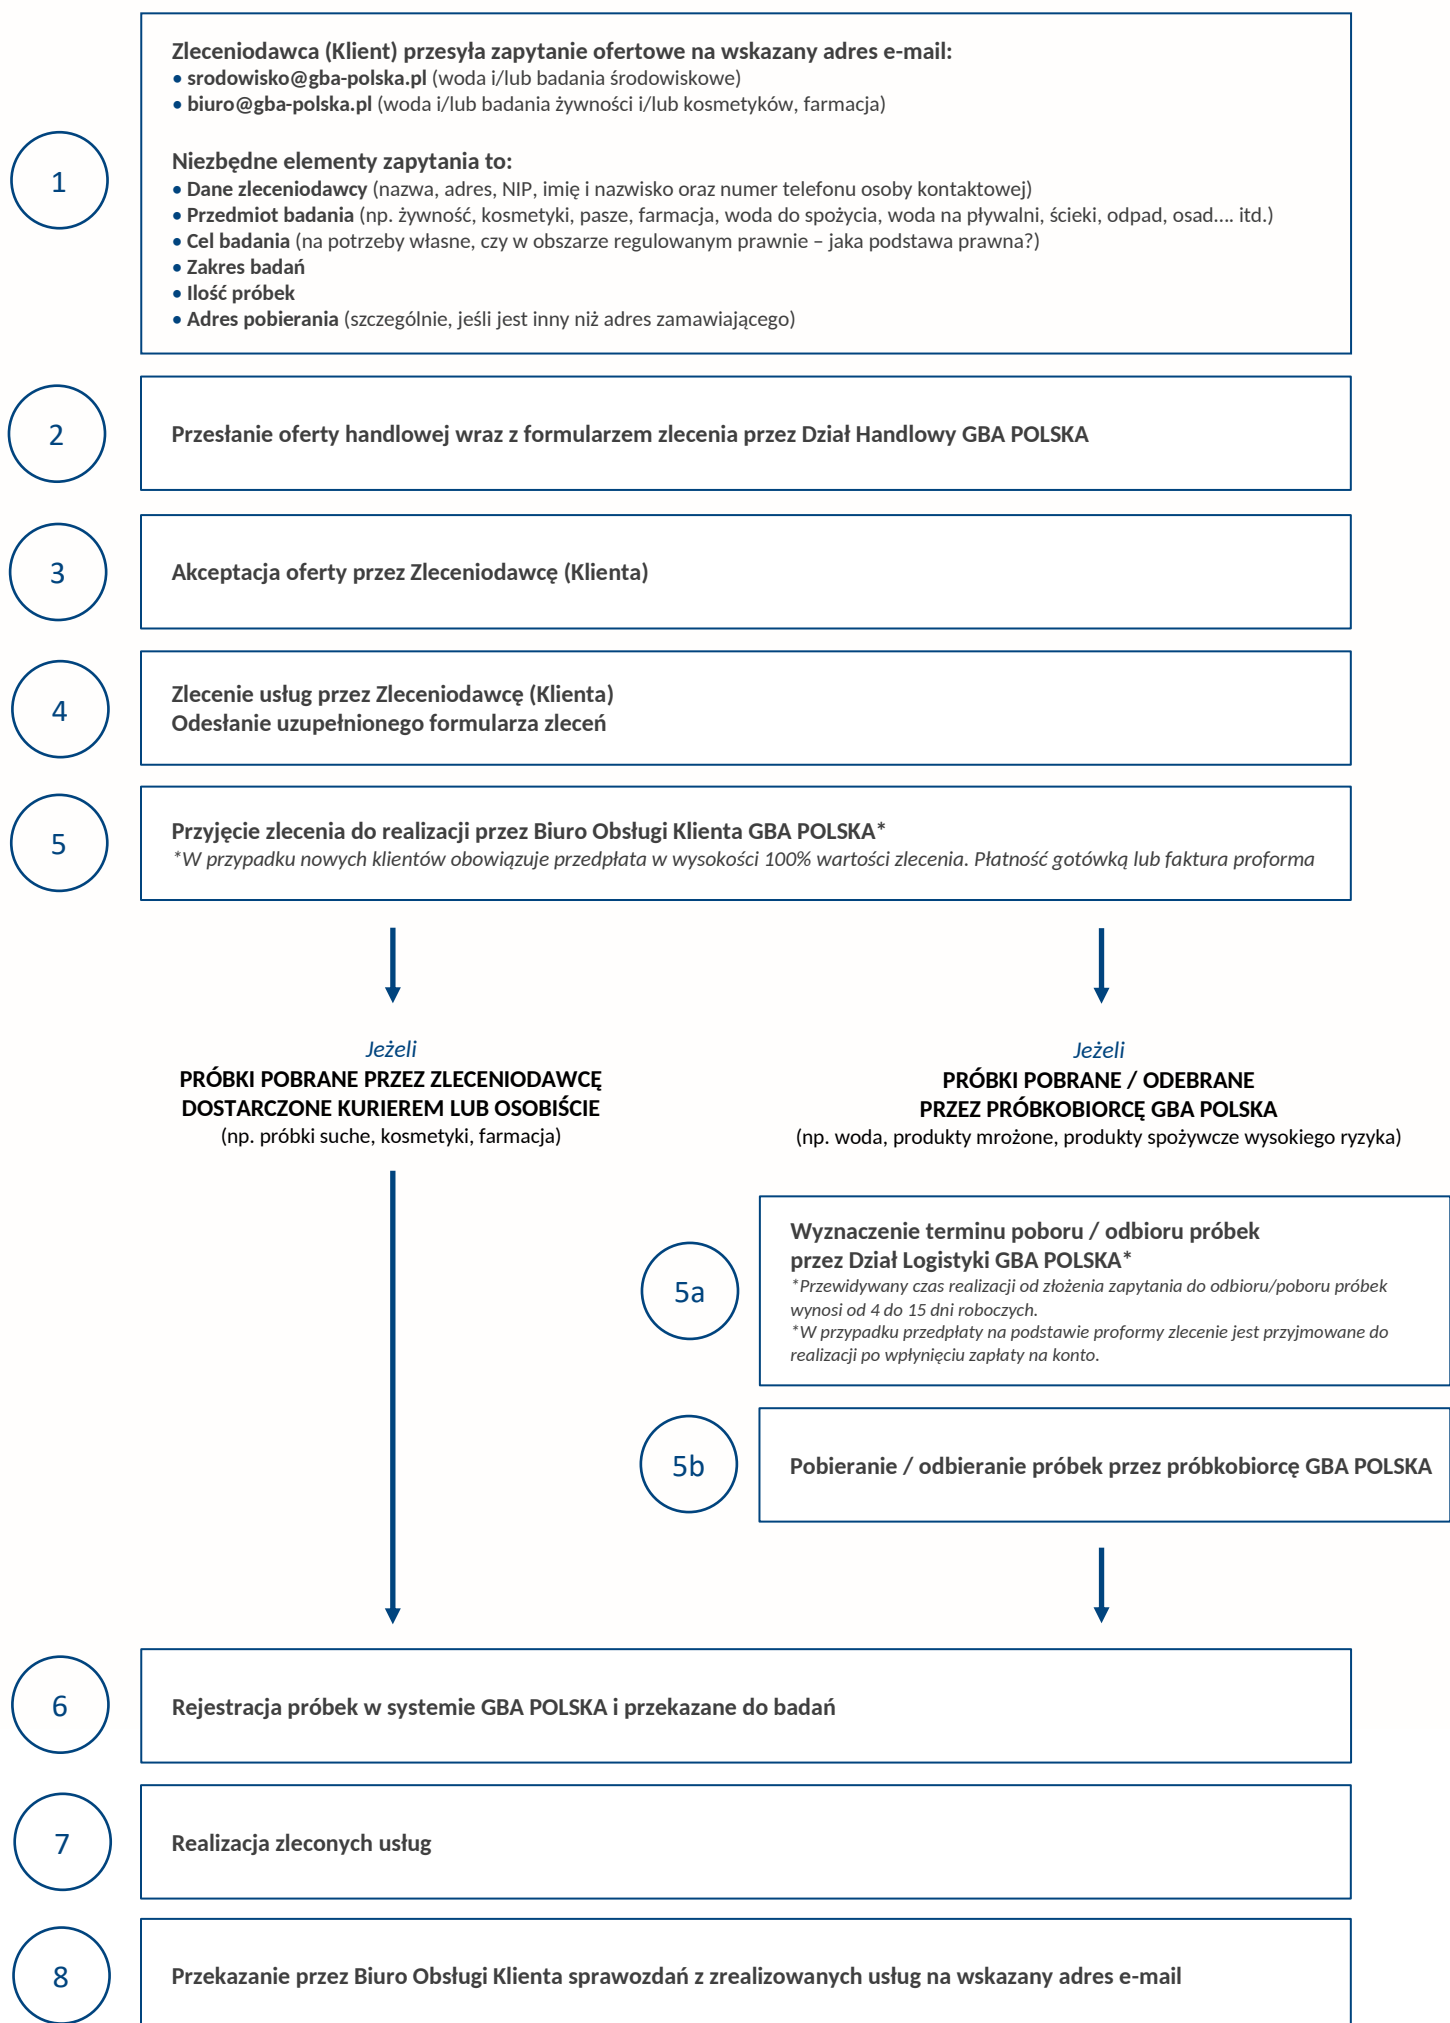 1
Zleceniodawca (Klient) przesyła zapytanie ofertowe na wskazany adres e-mail:
• srodowisko@gba-polska.pl (woda i/lub badania środowiskowe)
• biuro@gba-polska.pl (woda i/lub badania żywności i/lub kosmetyków, farmacja)
Niezbędne elementy zapytania to:
• Dane zleceniodawcy (nazwa, adres, NIP, imię i nazwisko oraz numer telefonu osoby kontaktowej)
• Przedmiot badania (np. żywność, kosmetyki, pasze, farmacja, woda do spożycia, woda na pływalni, ścieki, odpad, osad.... itd.)
• Cel badania (na potrzeby własne, czy w obszarze regulowanym prawnie – jaka podstawa prawna?)
• Zakres badań
• Ilość próbek
• Adres pobierania (szczególnie, jeśli jest inny niż adres zamawiającego)
2
Przesłanie oferty handlowej wraz z formularzem zlecenia przez Dział Handlowy GBA POLSKA
3
Akceptacja oferty przez Zleceniodawcę (Klienta)
4
Zlecenie usług przez Zleceniodawcę (Klienta)
Odesłanie uzupełnionego formularza zleceń
5
Przyjęcie zlecenia do realizacji przez Biuro Obsługi Klienta GBA POLSKA*
*W przypadku nowych klientów obowiązuje przedpłata w wysokości 100% wartości zlecenia. Płatność gotówką lub faktura proforma
Jeżeli
PRÓBKI POBRANE PRZEZ ZLECENIODAWCĘ
DOSTARCZONE KURIEREM LUB OSOBIŚCIE
(np. próbki suche, kosmetyki, farmacja)
Jeżeli
PRÓBKI POBRANE / ODEBRANE
PRZEZ PRÓBKOBIORCĘ GBA POLSKA
(np. woda, produkty mrożone, produkty spożywcze wysokiego ryzyka)
5a
Wyznaczenie terminu poboru / odbioru próbek
przez Dział Logistyki GBA POLSKA*
*Przewidywany czas realizacji od złożenia zapytania do odbioru/poboru próbek
wynosi od 4 do 15 dni roboczych.
*W przypadku przedpłaty na podstawie proformy zlecenie jest przyjmowane do
realizacji po wpłynięciu zapłaty na konto.
5b
Pobieranie / odbieranie próbek przez próbkobiorcę GBA POLSKA
6
Rejestracja próbek w systemie GBA POLSKA i przekazane do badań
7
Realizacja zleconych usług
8
Przekazanie przez Biuro Obsługi Klienta sprawozdań z zrealizowanych usług na wskazany adres e-mail